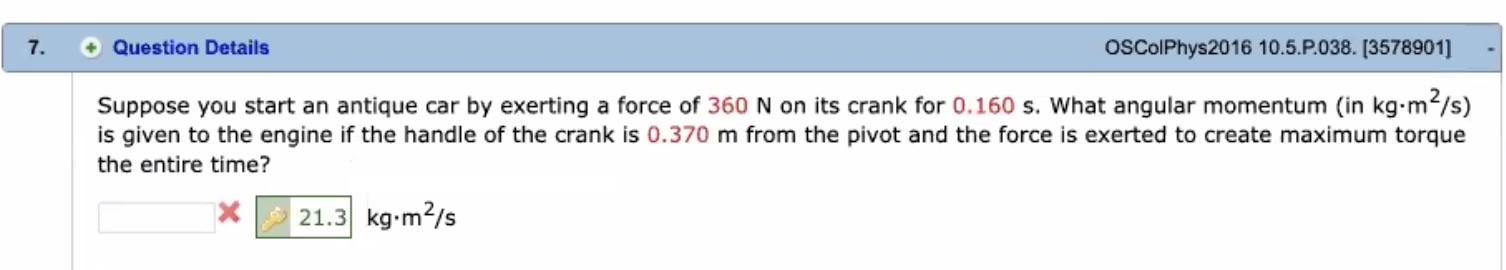 7. Question Details OSColPhys2016 10.5.P.038. [3578901] -
Suppose you start an antique car by exerting a force of 360 N on its crank for 0.160 s. What angular momentum (in kg·m²/s)
is given to the engine if the handle of the crank is 0.370 m from the pivot and the force is exerted to create maximum torque
the entire time?
21.3 kg·m²/s